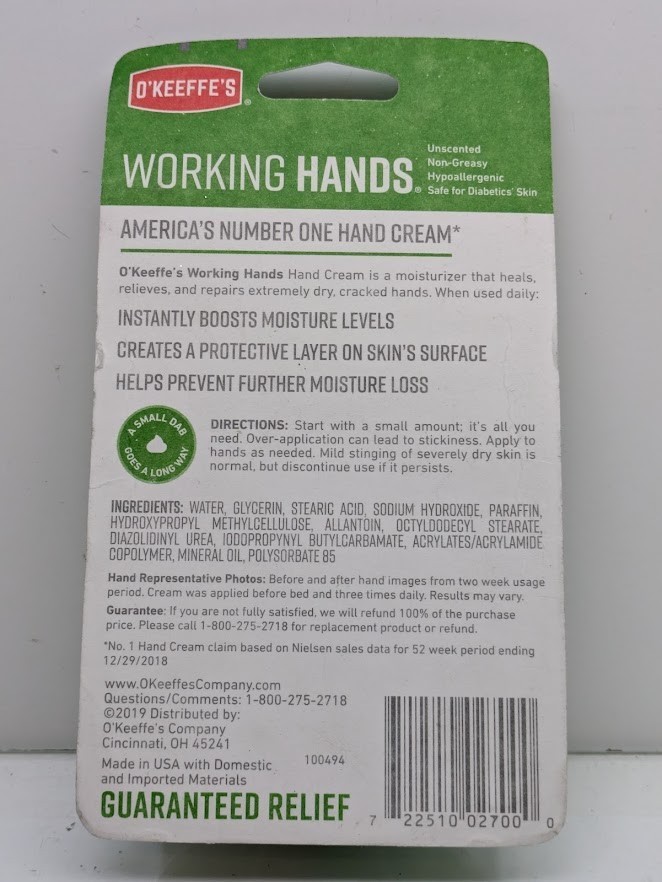 O'KEEFFE'S®
WORKING HANDS®
Unscented
Non-Greasy
Hypoallergenic
Safe for Diabetics' Skin
AMERICA'S NUMBER ONE HAND CREAM*
O'Keeffe's Working Hands Hand Cream is a moisturizer that heals,
relieves, and repairs extremely dry, cracked hands. When used daily:
INSTANTLY BOOSTS MOISTURE LEVELS
CREATES A PROTECTIVE LAYER ON SKIN'S SURFACE
HELPS PREVENT FURTHER MOISTURE LOSS
A SMALL DAB
GOES A LONG WAY
DIRECTIONS: Start with a small amount; it's all you
need. Over-application can lead to stickiness. Apply to
hands as needed. Mild stinging of severely dry skin is
normal, but discontinue use if it persists.
INGREDIENTS: WATER, GLYCERIN, STEARIC ACID, SODIUM HYDROXIDE, PARAFFIN,
HYDROXYPROPYL METHYLCELLULOSE, ALLANTOIN, OCTYLDODECYL STEARATE,
DIAZOLIDINYL UREA, IODOPROPYNYL BUTYLCARBAMATE, ACRYLATES/ACRYLAMIDE
COPOLYMER, MINERAL OIL, POLYSORBATE 85
Hand Representative Photos: Before and after hand images from two week usage
period. Cream was applied before bed and three times daily. Results may vary.
Guarantee: If you are not fully satisfied, we will refund 100% of the purchase
price. Please call 1-800-275-2718 for replacement product or refund.
*No. 1 Hand Cream claim based on Nielsen sales data for 52 week period ending
12/29/2018
www.OKeeffesCompany.com
Questions/Comments: 1-800-275-2718
©2019 Distributed by:
O'Keeffe's Company
Cincinnati, OH 45241
Made in USA with Domestic
and Imported Materials
100494
GUARANTEED RELIEF
7 22510 02700 0